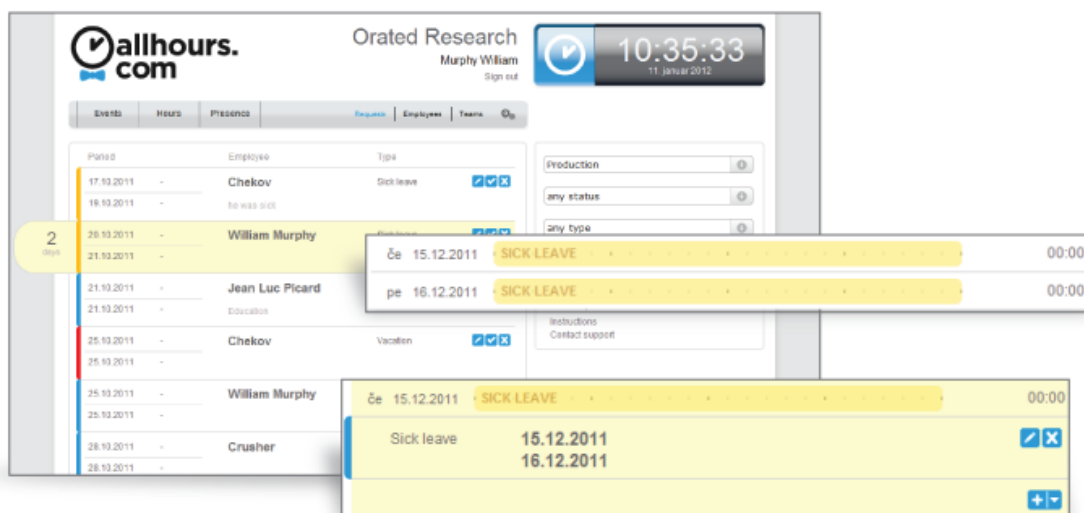 allhours.
com
Orated Research
Murphy William
Sign out
10:35:33
11. januar 2012
Events Hours Presence Requests Employees Teams
Period Employee Type
17.10.2011 - Chekov Sick leave
19.10.2011 - he was sick
2
days
20.10.2011 - William Murphy
21.10.2011 -
21.10.2011 - Jean Luc Picard
21.10.2011 - Education
25.10.2011 - Chekov Vacation
25.10.2011 -
25.10.2011 - William Murphy
25.10.2011 -
28.10.2011 - Crusher
28.10.2011 -
Production
any status
any type
Instructions
Contact support
če 15.12.2011 SICK LEAVE 00:00
pe 16.12.2011 SICK LEAVE 00:00
če 15.12.2011 SICK LEAVE 00:00
Sick leave 15.12.2011
16.12.2011